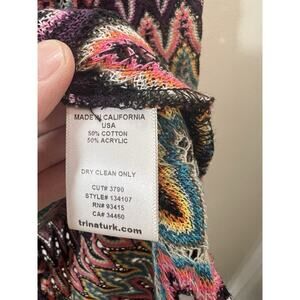 MADE IN CALIFORNIA
USA
50% COTTON
50% ACRYLIC
DRY CLEAN ONLY
CUT# 3790
STYLE# 134107
RN# 93415
CA# 34460
trinaturk.com